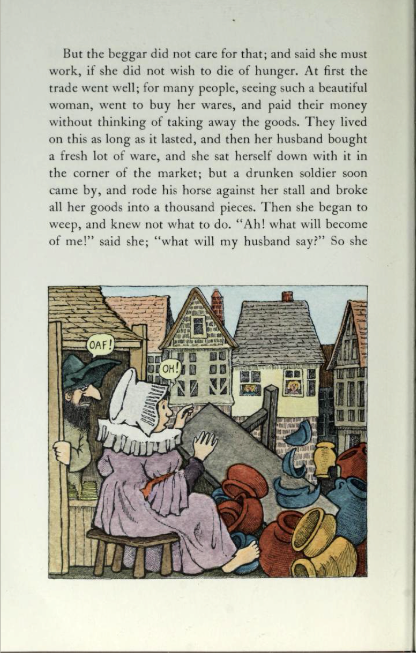 But the beggar did not care for that; and said she must
work, if she did not wish to die of hunger. At first the
trade went well; for many people, seeing such a beautiful
woman, went to buy her wares, and paid their money
without thinking of taking away the goods. They lived
on this as long as it lasted, and then her husband bought
a fresh lot of ware, and she sat herself down with it in
the corner of the market; but a drunken soldier soon
came by, and rode his horse against her stall and broke
all her goods into a thousand pieces. Then she began to
weep, and knew not what to do. “Ah! what will become
of me!” said she; “what will my husband say?” So she
OAF!
OH!